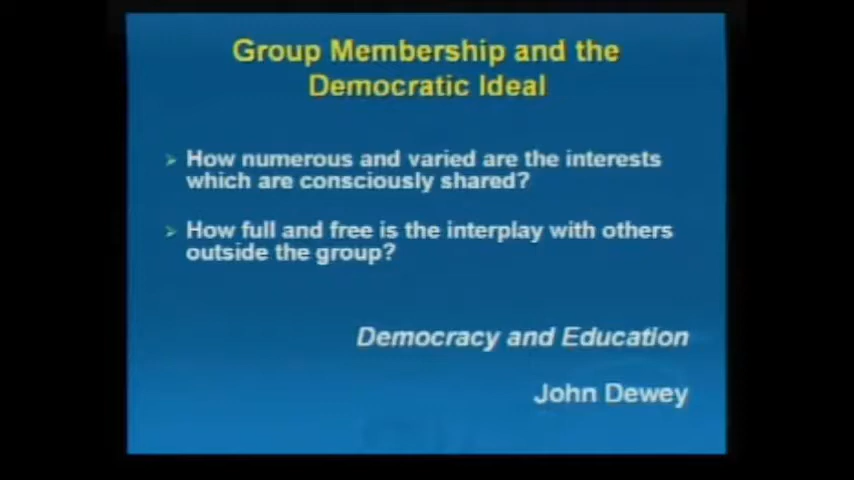 Group Membership and the
Democratic Ideal
How numerous and varied are the interests
which are consciously shared?
How full and free is the interplay with others
outside the group?
Democracy and Education
John Dewey